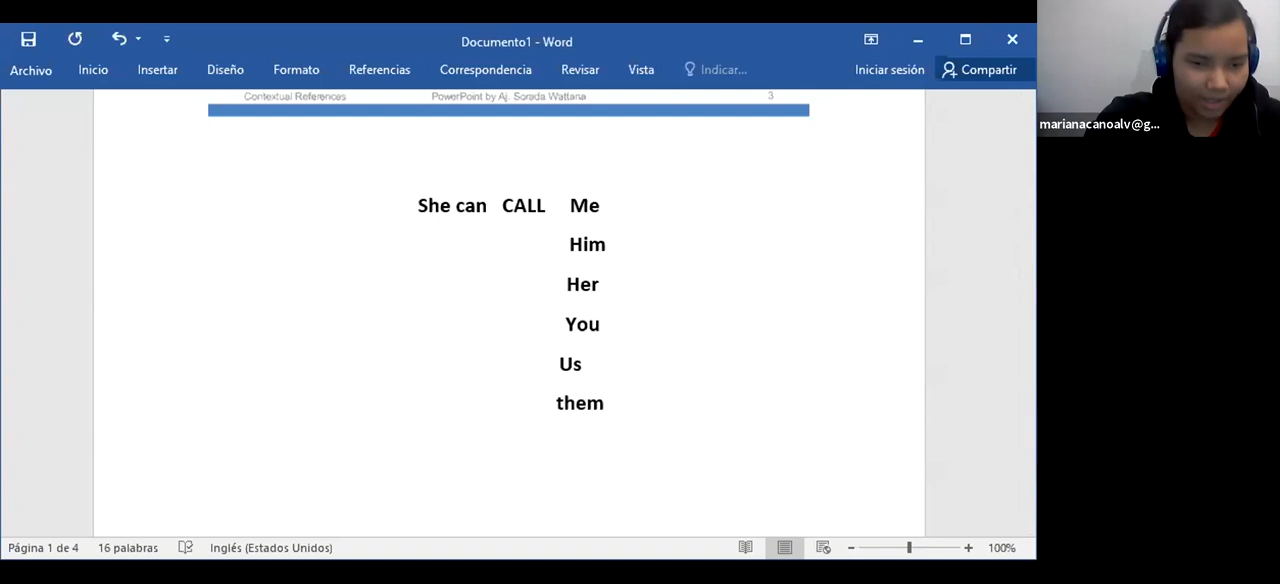 Documento1 - Word
Archivo Inicio Insertar Diseño Formato Referencias Correspondencia Revisar Vista Indicar... Iniciar sesión Compartir
Contextual References PowerPoint by Aj. Sorada Wattana 3
She can CALL Me
Him
Her
You
Us
them
marianacanoalv@g...
Página 1 de 4 16 palabras Inglés (Estados Unidos) 100%